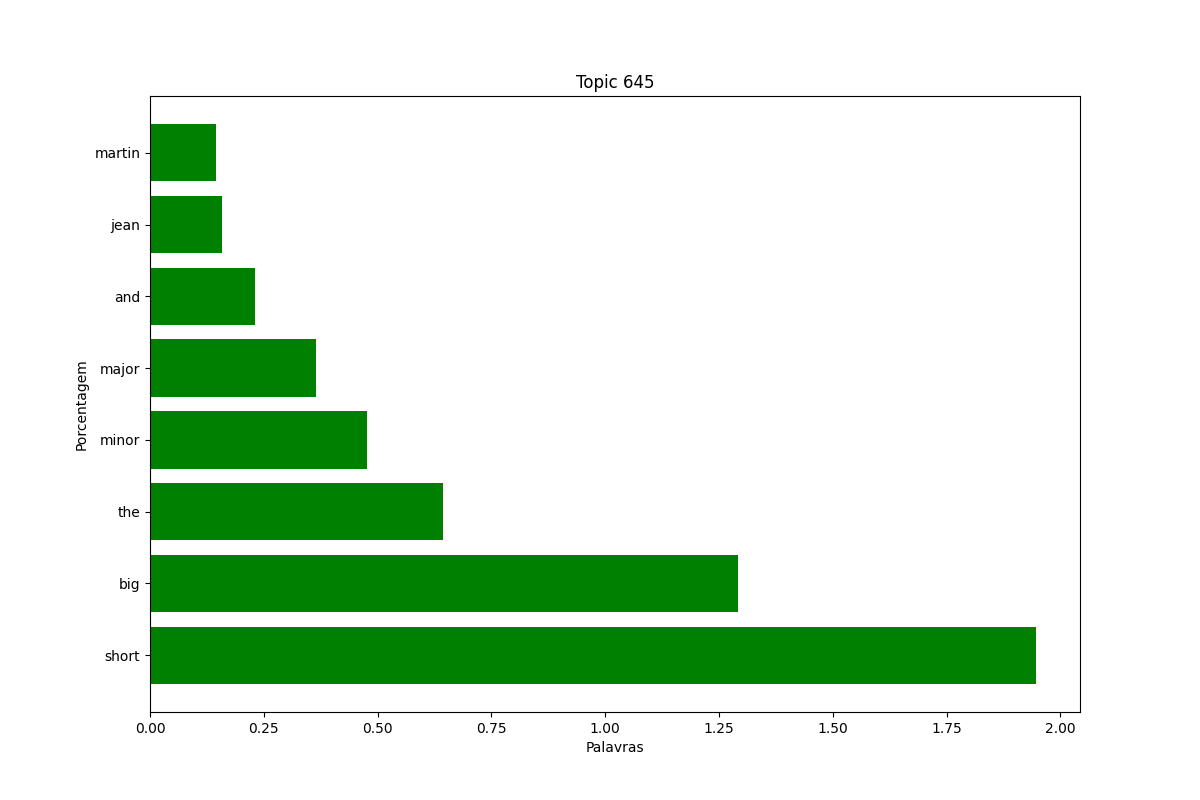 Topic 645
martin
jean
and
major
minor
the
big
short
Porcentagem
0.00 0.25 0.50 0.75 1.00 1.25 1.50 1.75 2.00
Palavras